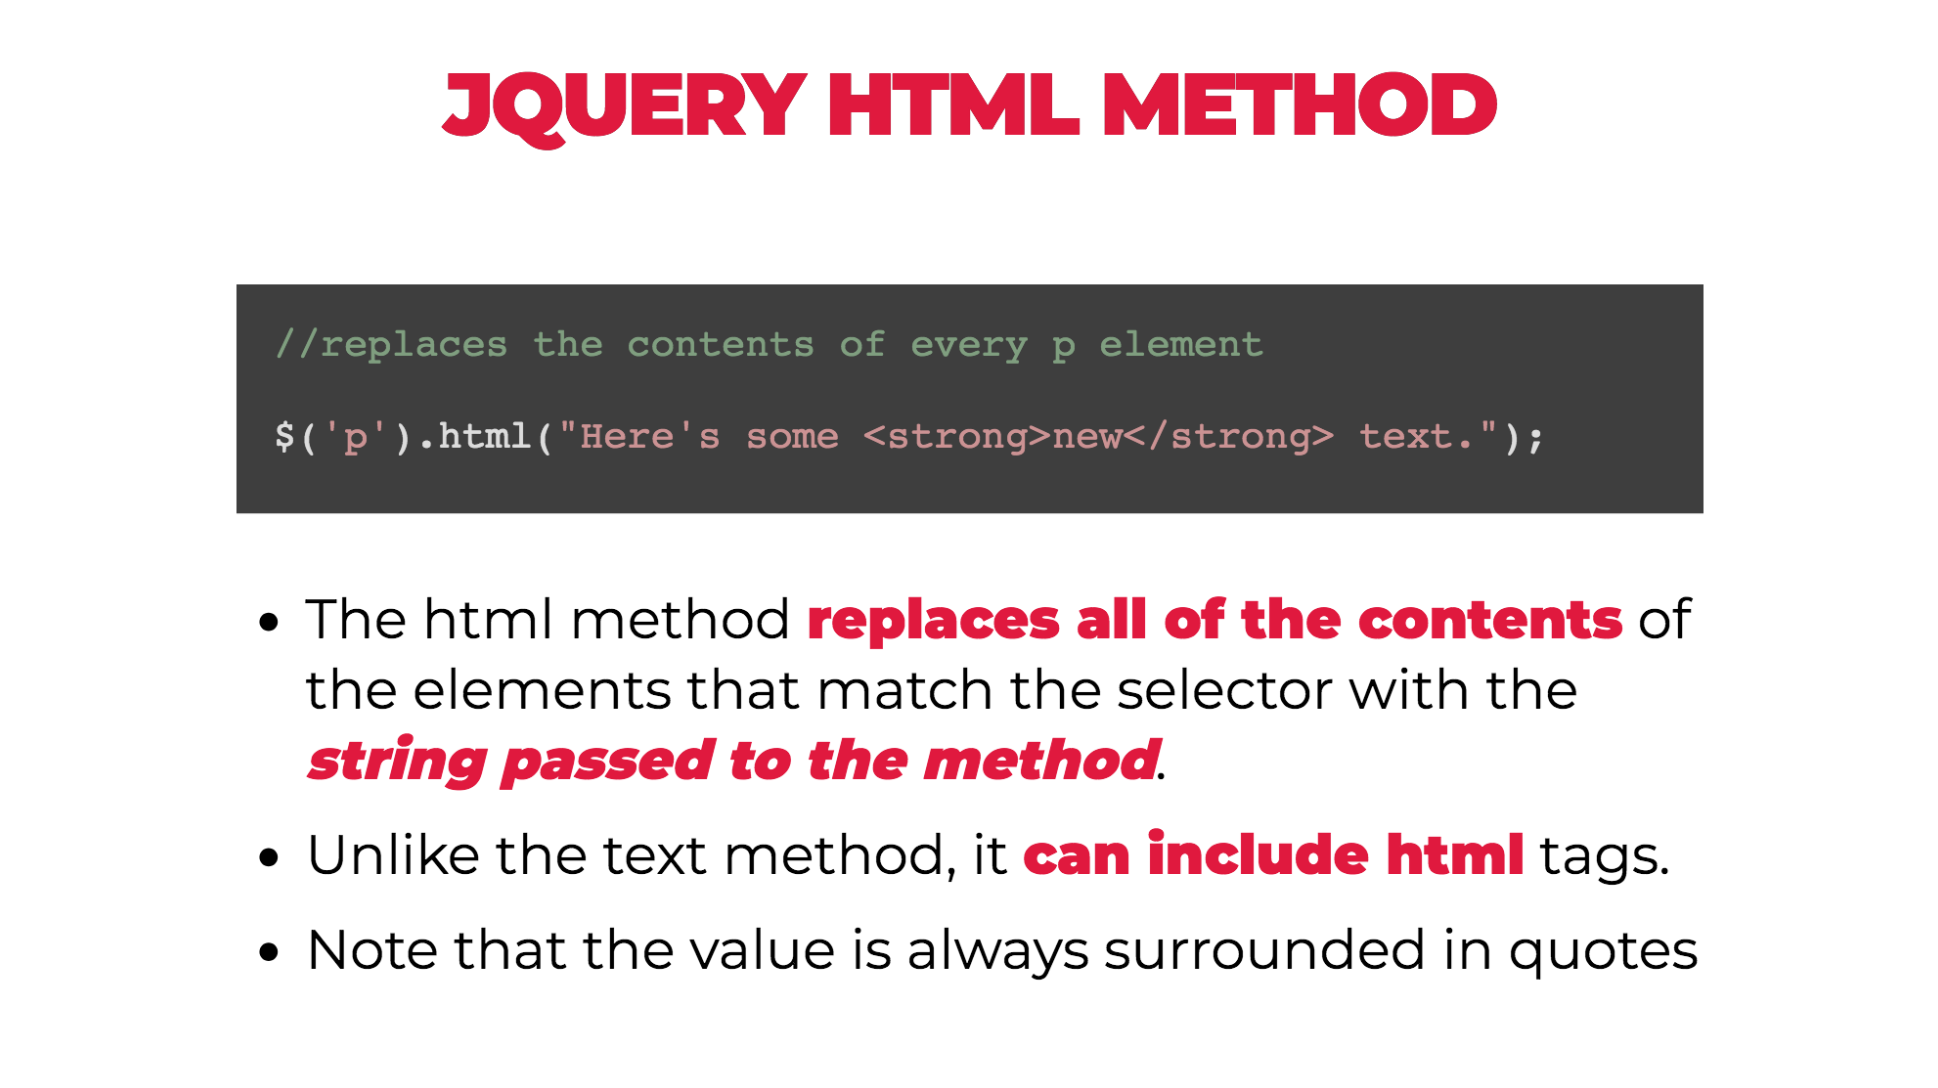 JQUERY HTML METHOD
//replaces the contents of every p element
$('p').html("Here's some <strong>new</strong> text.");
• The html method replaces all of the contents of
the elements that match the selector with the
string passed to the method.
• Unlike the text method, it can include html tags.
• Note that the value is always surrounded in quotes